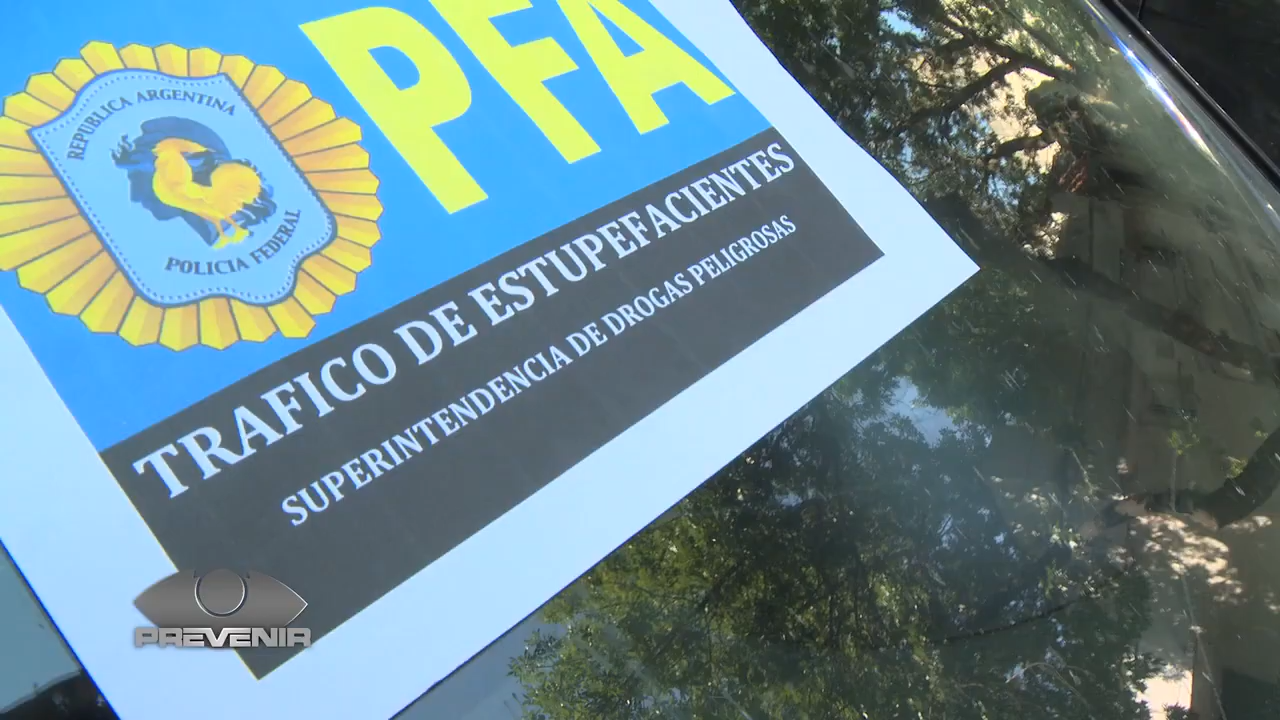 PFA
REPUBLICA ARGENTINA
POLICIA FEDERAL
TRAFICO DE ESTUPEFACIENTES
SUPERINTENDENCIA DE DROGAS PELIGROSAS
PREVENIR